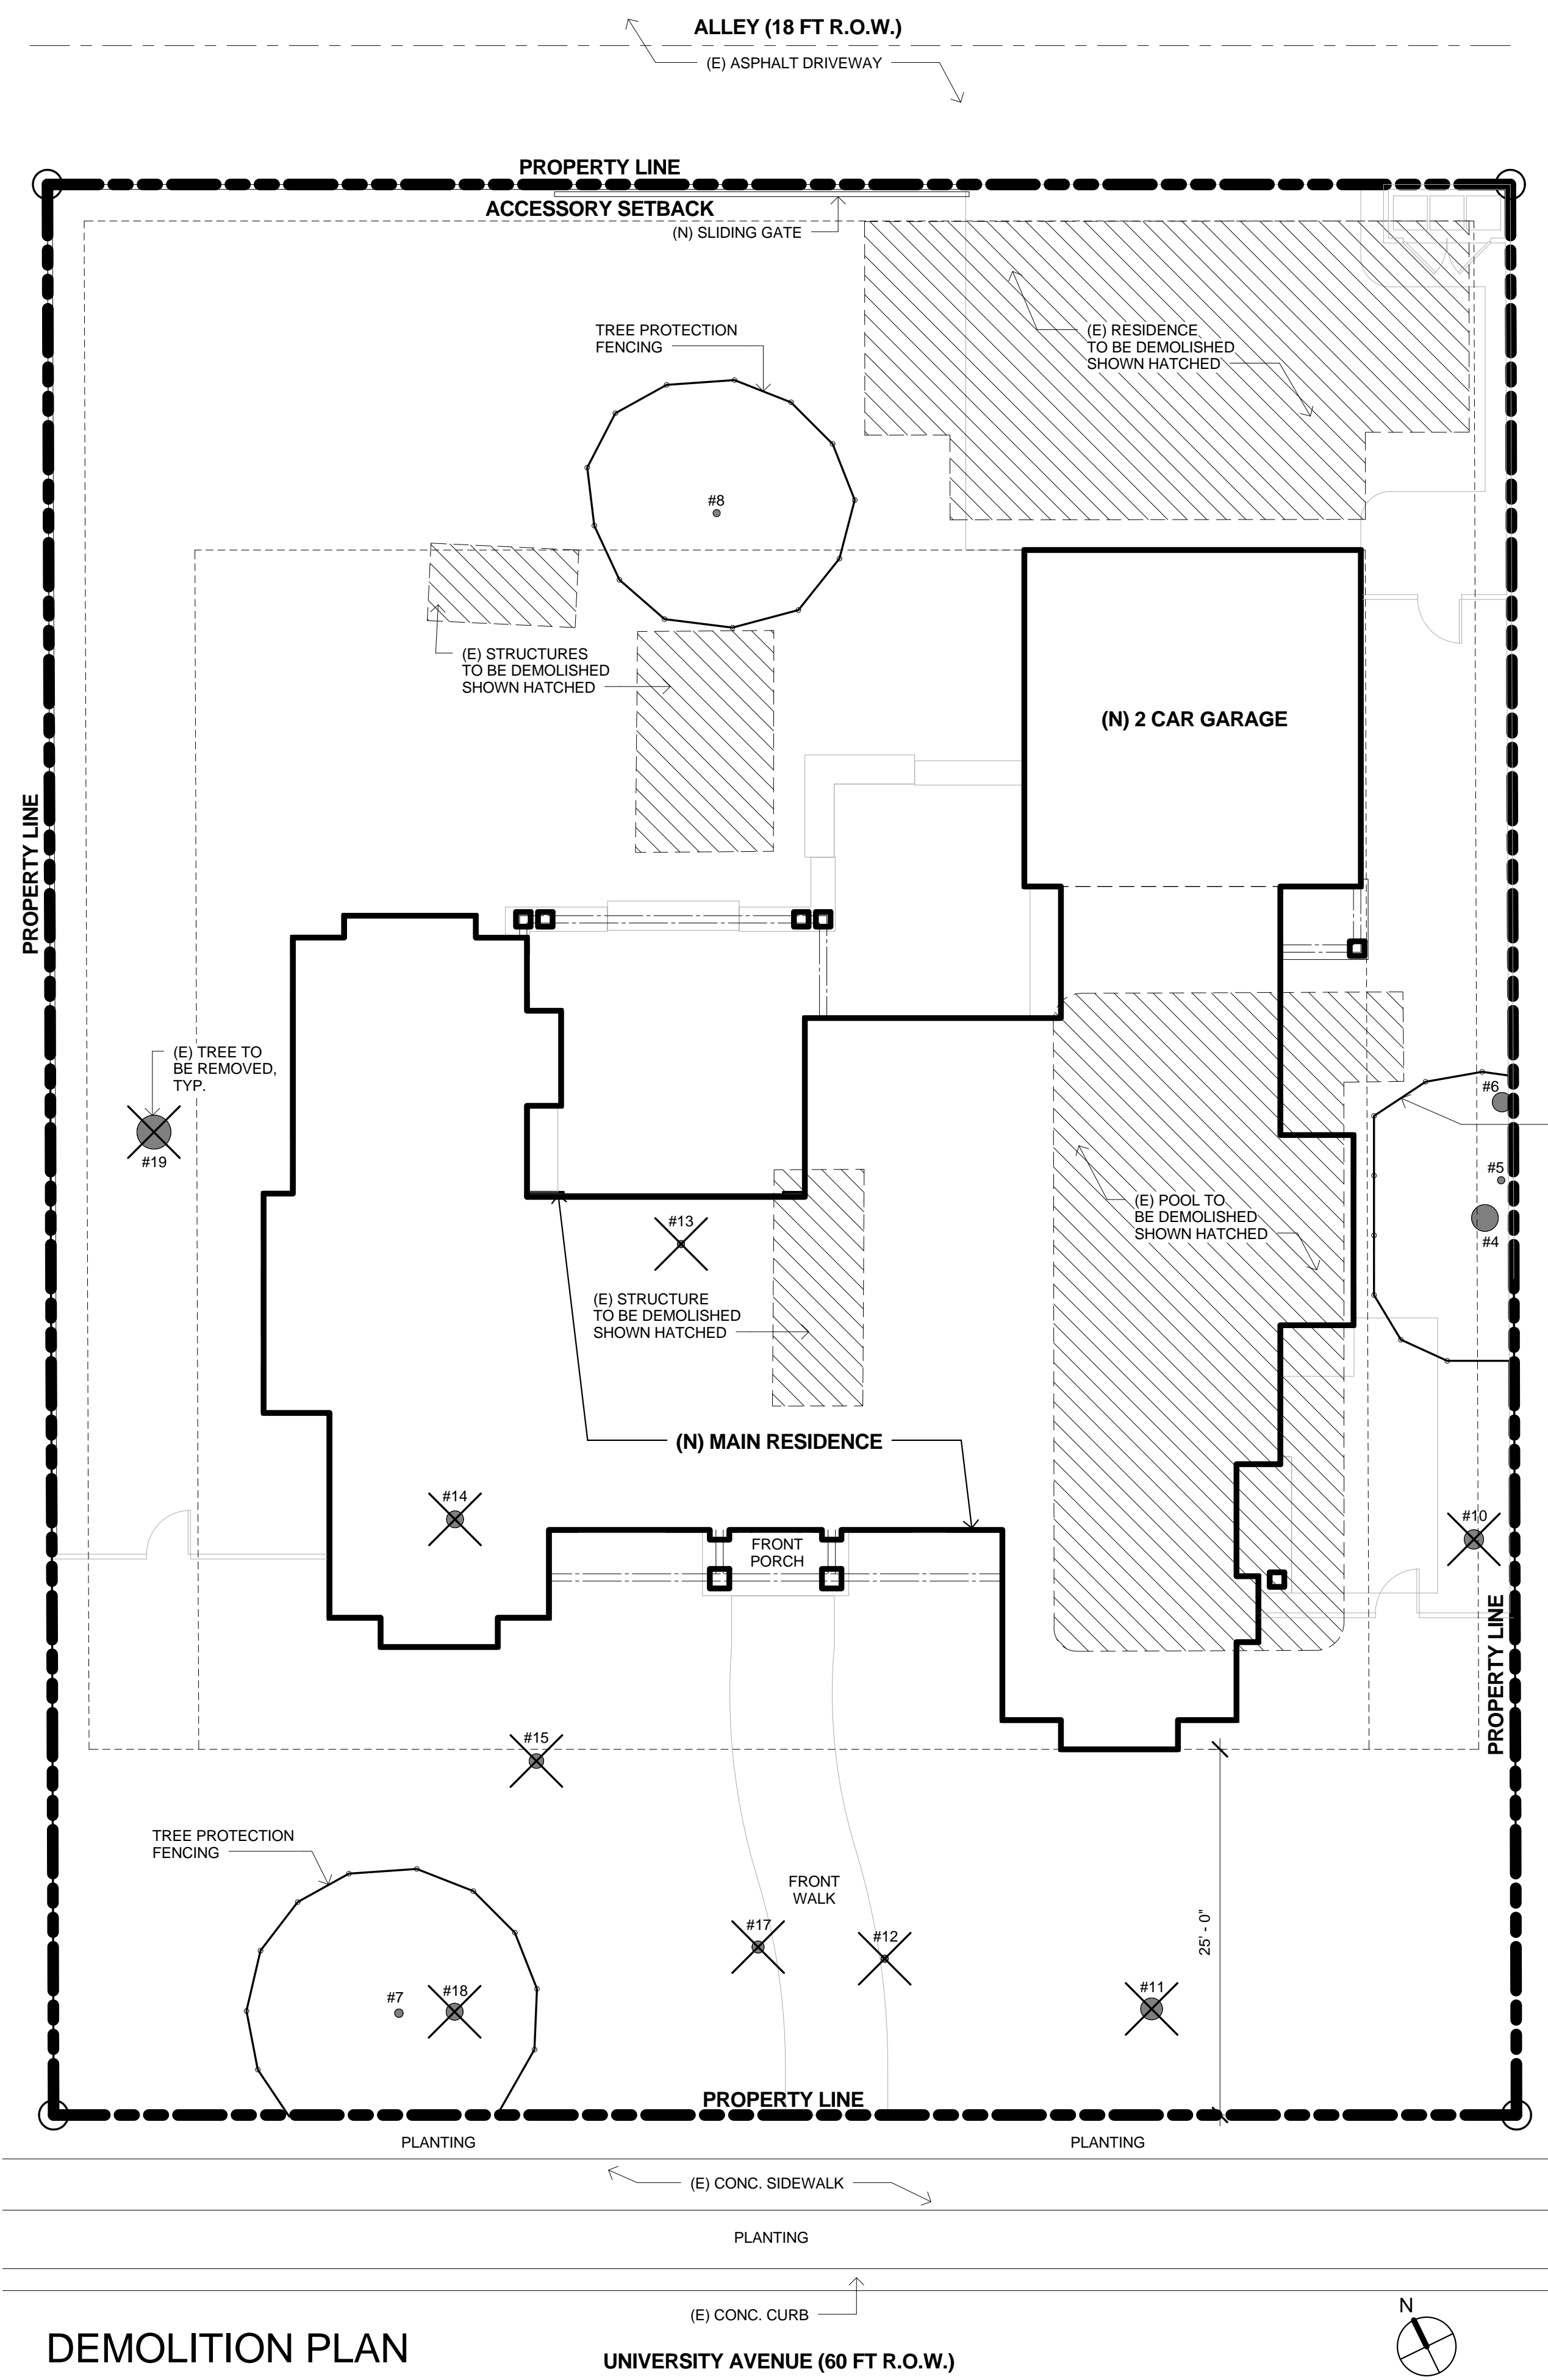 ALLEY (18 FT R.O.W.)
(E) ASPHALT DRIVEWAY
PROPERTY LINE
ACCESSORY SETBACK
(N) SLIDING GATE
TREE PROTECTION
FENCING
(E) RESIDENCE
TO BE DEMOLISHED
SHOWN HATCHED
#8
(E) STRUCTURES
TO BE DEMOLISHED
SHOWN HATCHED
(N) 2 CAR GARAGE
PROPERTY LINE
(E) TREE TO
BE REMOVED,
TYP.
#19
#6
#5
#4
(E) POOL TO
BE DEMOLISHED
SHOWN HATCHED
#13
(E) STRUCTURE
TO BE DEMOLISHED
SHOWN HATCHED
(N) MAIN RESIDENCE
#14
#10
FRONT
PORCH
PROPERTY LINE
#15
TREE PROTECTION
FENCING
FRONT
WALK
#17
#12
25' - 0"
#7
#18
#11
PROPERTY LINE
PLANTING
PLANTING
(E) CONC. SIDEWALK
PLANTING
(E) CONC. CURB
N
DEMOLITION PLAN
UNIVERSITY AVENUE (60 FT R.O.W.)